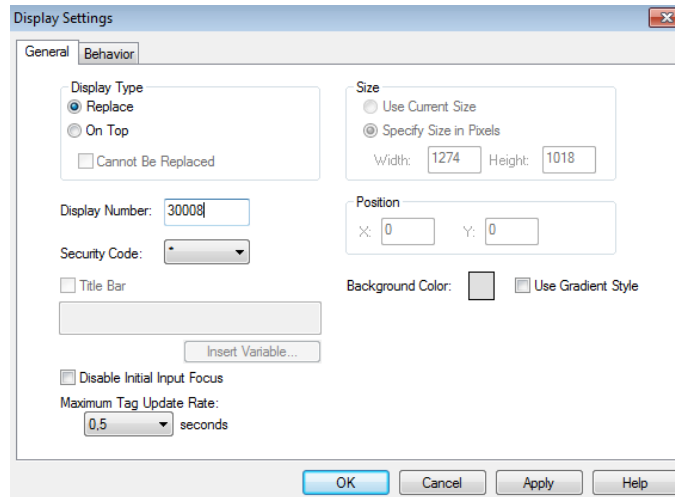 Display Settings
General Behavior
Display Type
Replace
On Top
Cannot Be Replaced
Size
Use Current Size
Specify Size in Pixels
Width: 1274 Height: 1018
Display Number: 30008
Position
X: 0 Y: 0
Security Code: *
Title Bar
Background Color: Use Gradient Style
Insert Variable...
Disable Initial Input Focus
Maximum Tag Update Rate:
0,5 seconds
OK Cancel Apply Help